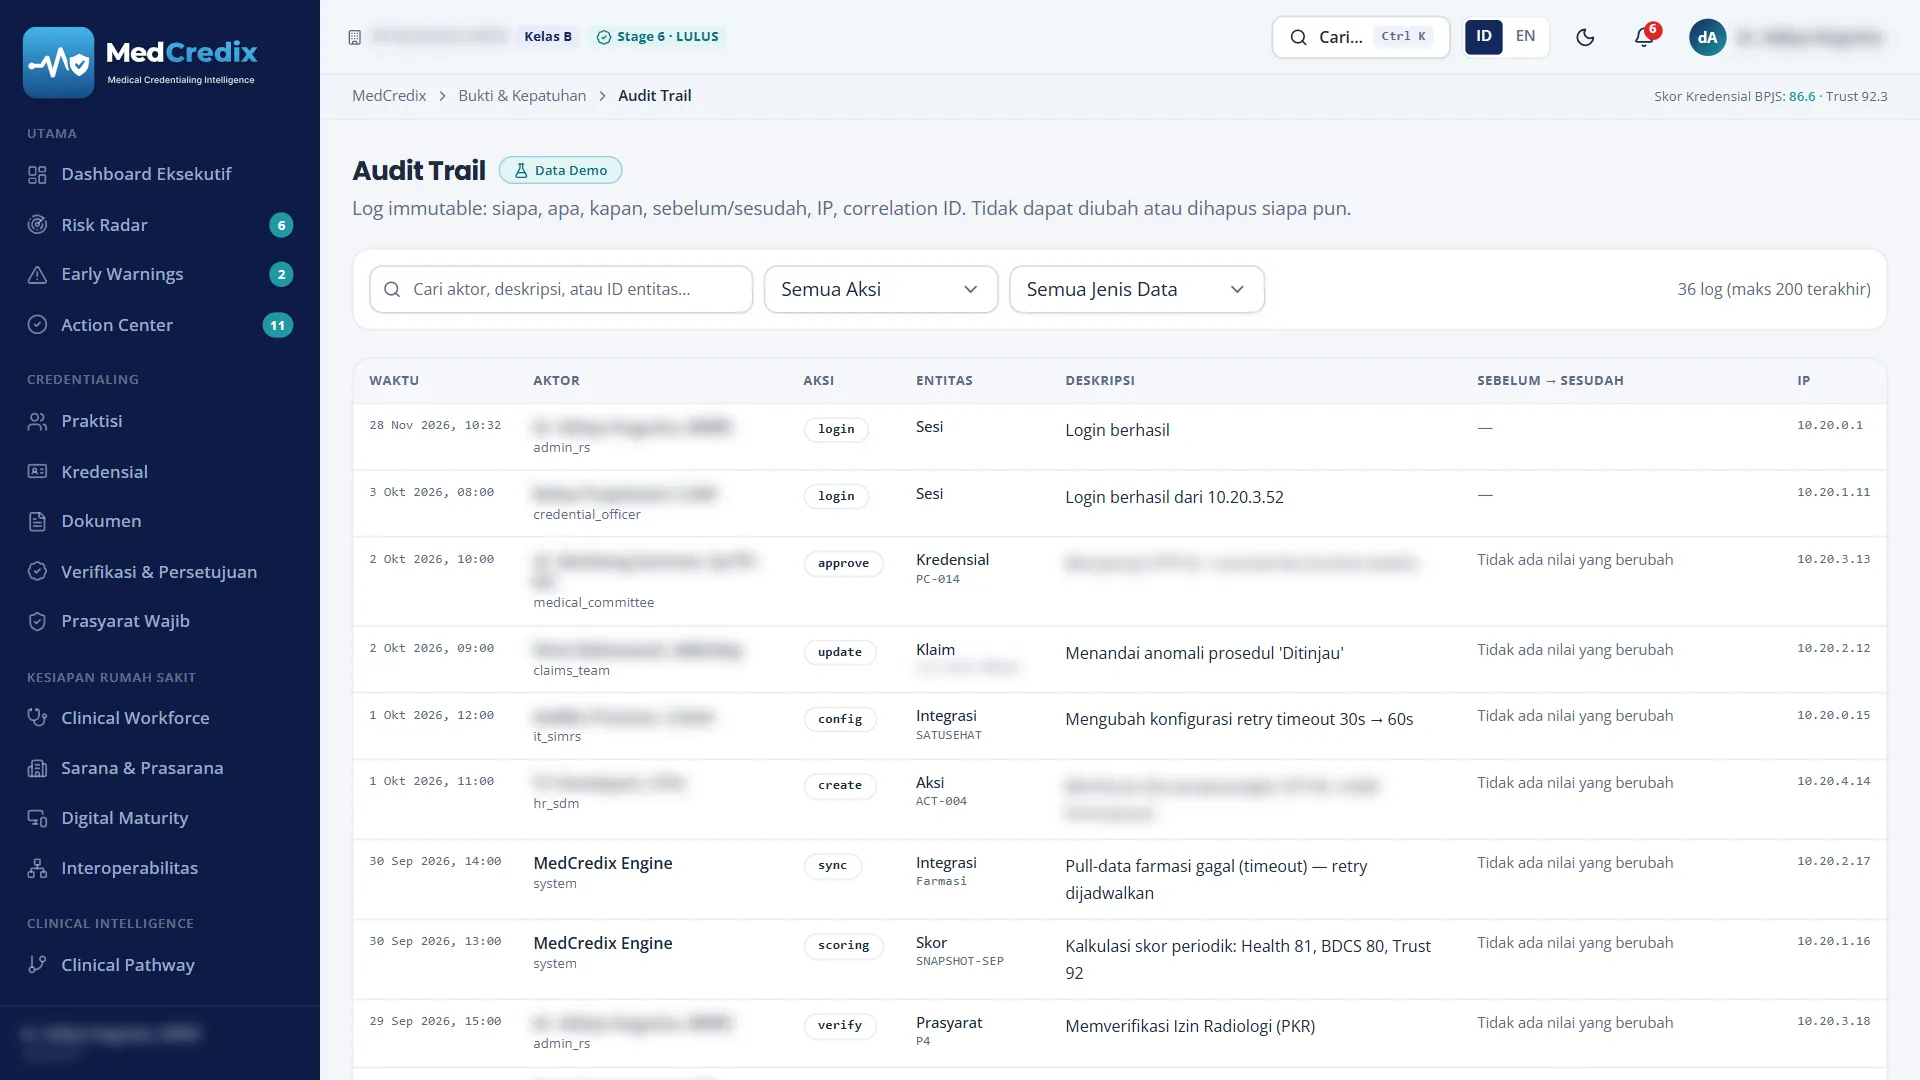 MedCredix
Medical Credentialing Intelligence
UTAMA
Dashboard Eksekutif
Risk Radar 6
Early Warnings 2
Action Center 11
CREDENTIALING
Praktisi
Kredensial
Dokumen
Verifikasi & Persetujuan
Prasyarat Wajib
KESIAPAN RUMAH SAKIT
Clinical Workforce
Sarana & Prasarana
Digital Maturity
Interoperabilitas
CLINICAL INTELLIGENCE
Clinical Pathway
Kelas B Stage 6 · LULUS Cari... Ctrl K ID EN 6 dA
MedCredix > Bukti & Kepatuhan > Audit Trail Skor Kredensial BPJS: 86.6 · Trust 92.3
Audit Trail Data Demo
Log immutable: siapa, apa, kapan, sebelum/sesudah, IP, correlation ID. Tidak dapat diubah atau dihapus siapa pun.
Cari aktor, deskripsi, atau ID entitas... Semua Aksi Semua Jenis Data 36 log (maks 200 terakhir)
WAKTU AKTOR AKSI ENTITAS DESKRIPSI SEBELUM → SESUDAH IP
28 Nov 2026, 10:32 login Sesi Login berhasil — 10.20.0.1
admin_rs
3 Okt 2026, 08:00 login Sesi Login berhasil dari 10.20.3.52 — 10.20.1.11
credential_officer
2 Okt 2026, 10:00 approve Kredensial Tidak ada nilai yang berubah 10.20.3.13
PC-014
medical_committee
2 Okt 2026, 09:00 update Klaim Menandai anomali prosedul 'Ditinjau' Tidak ada nilai yang berubah 10.20.2.12
claims_team
1 Okt 2026, 12:00 config Integrasi Mengubah konfigurasi retry timeout 30s → 60s Tidak ada nilai yang berubah 10.20.0.15
it_simrs SATUSEHAT
1 Okt 2026, 11:00 create Aksi Tidak ada nilai yang berubah 10.20.4.14
hr_sdm ACT-004
30 Sep 2026, 14:00 MedCredix Engine sync Integrasi Pull-data farmasi gagal (timeout) — retry Tidak ada nilai yang berubah 10.20.2.17
system Farmasi dijadwalkan
30 Sep 2026, 13:00 MedCredix Engine scoring Skor Kalkulasi skor periodik: Health 81, BDCS 80, Trust Tidak ada nilai yang berubah 10.20.1.16
system SNAPSHOT-SEP 92
29 Sep 2026, 15:00 verify Prasyarat Memverifikasi Izin Radiologi (PKR) Tidak ada nilai yang berubah 10.20.3.18
admin_rs P4